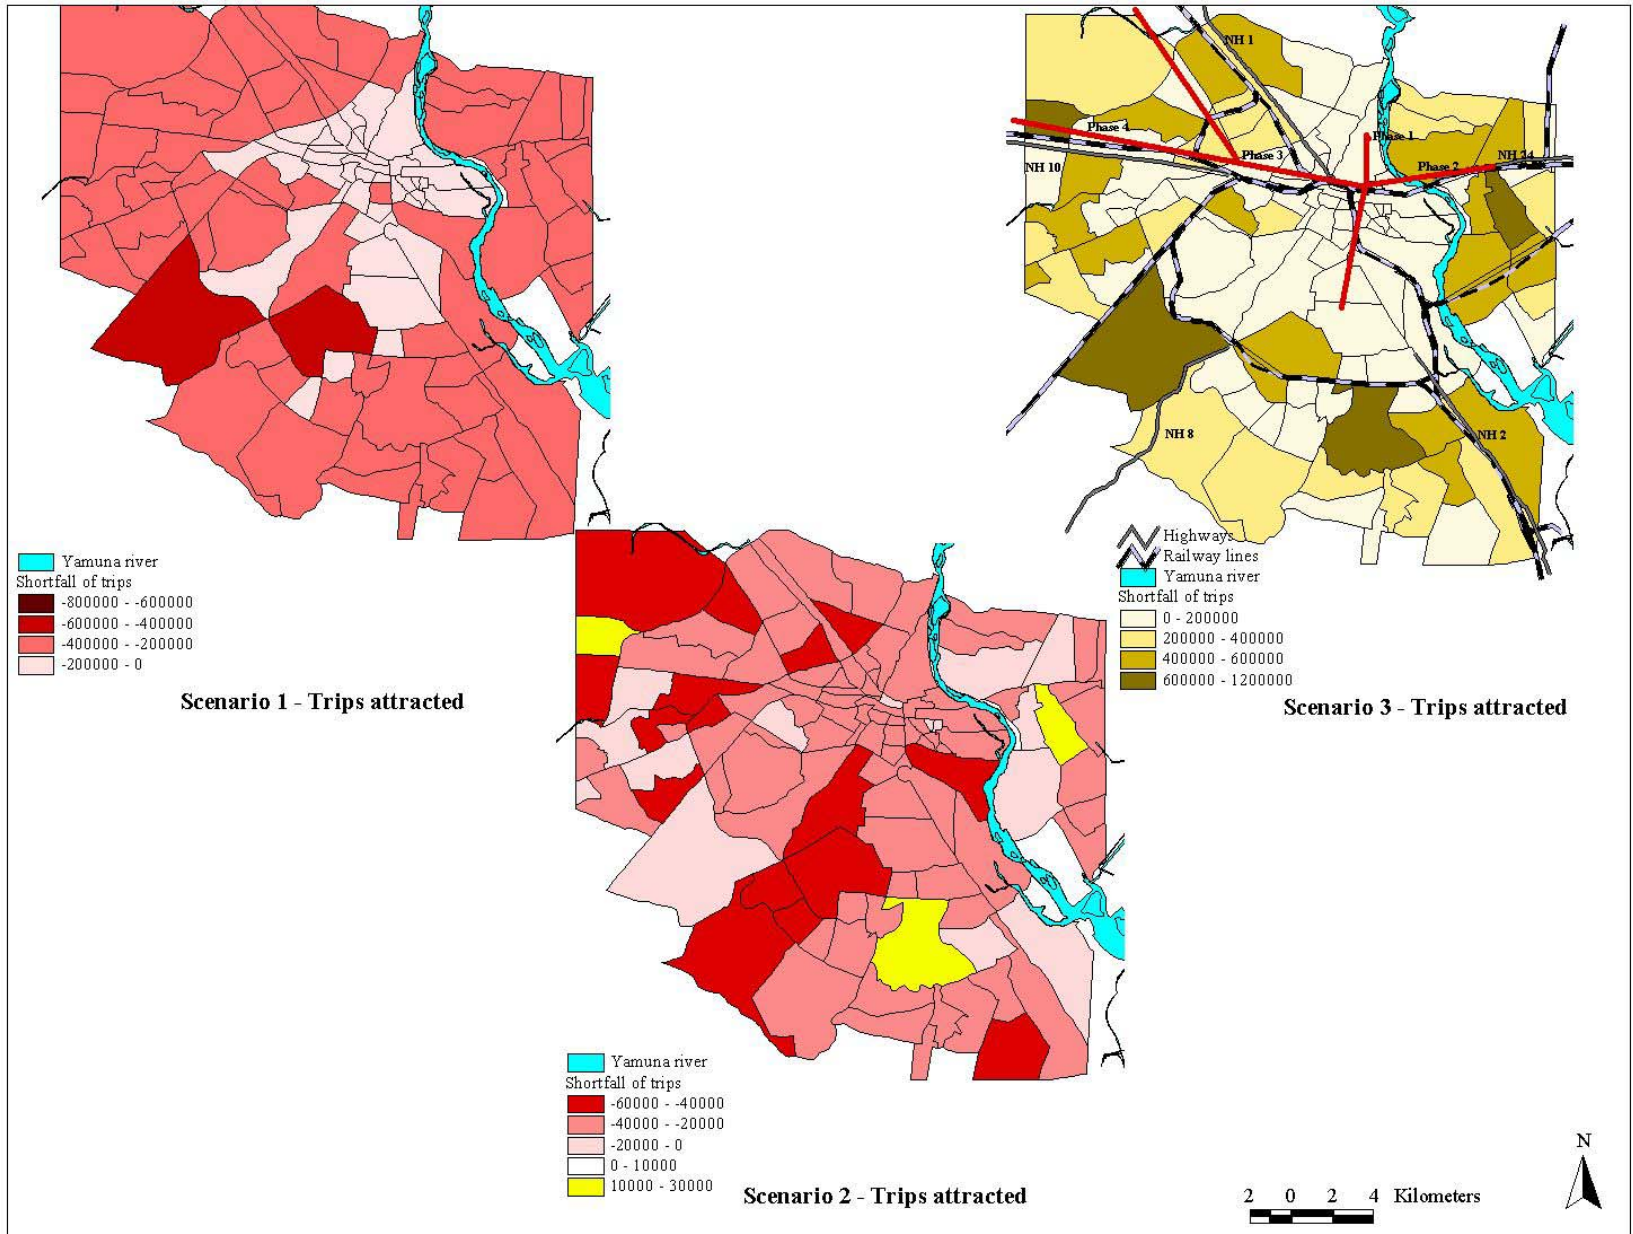 NH 1
Phase 4
Phase 1
Phase 3
Phase 2
NH 24
NH 10
NH 8
NH 2
Yamuna river
Shortfall of trips
-800000 - -600000
-600000 - -400000
-400000 - -200000
-200000 - 0
Scenario 1 - Trips attracted
Highways
Railway lines
Yamuna river
Shortfall of trips
0 - 200000
200000 - 400000
400000 - 600000
600000 - 1200000
Scenario 3 - Trips attracted
Yamuna river
Shortfall of trips
-60000 - -40000
-40000 - -20000
-20000 - 0
0 - 10000
10000 - 30000
Scenario 2 - Trips attracted
2 0 2 4 Kilometers
N